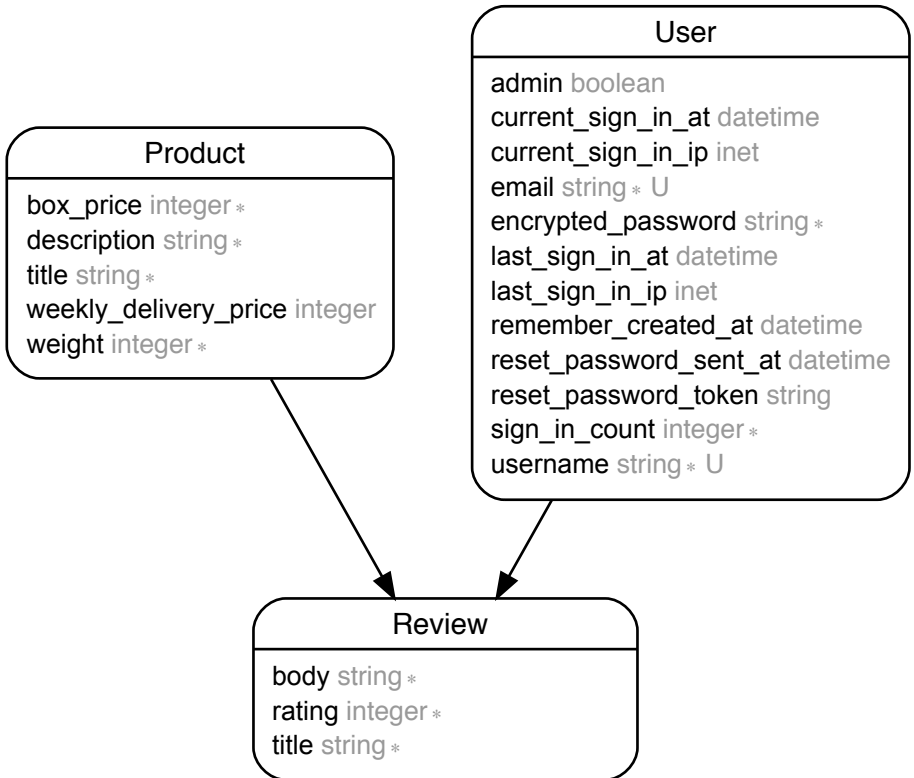 Product
box_price integer ∗
description string ∗
title string ∗
weekly_delivery_price integer
weight integer ∗
User
admin boolean
current_sign_in_at datetime
current_sign_in_ip inet
email string ∗ U
encrypted_password string ∗
last_sign_in_at datetime
last_sign_in_ip inet
remember_created_at datetime
reset_password_sent_at datetime
reset_password_token string
sign_in_count integer ∗
username string ∗ U
Review
body string ∗
rating integer ∗
title string ∗